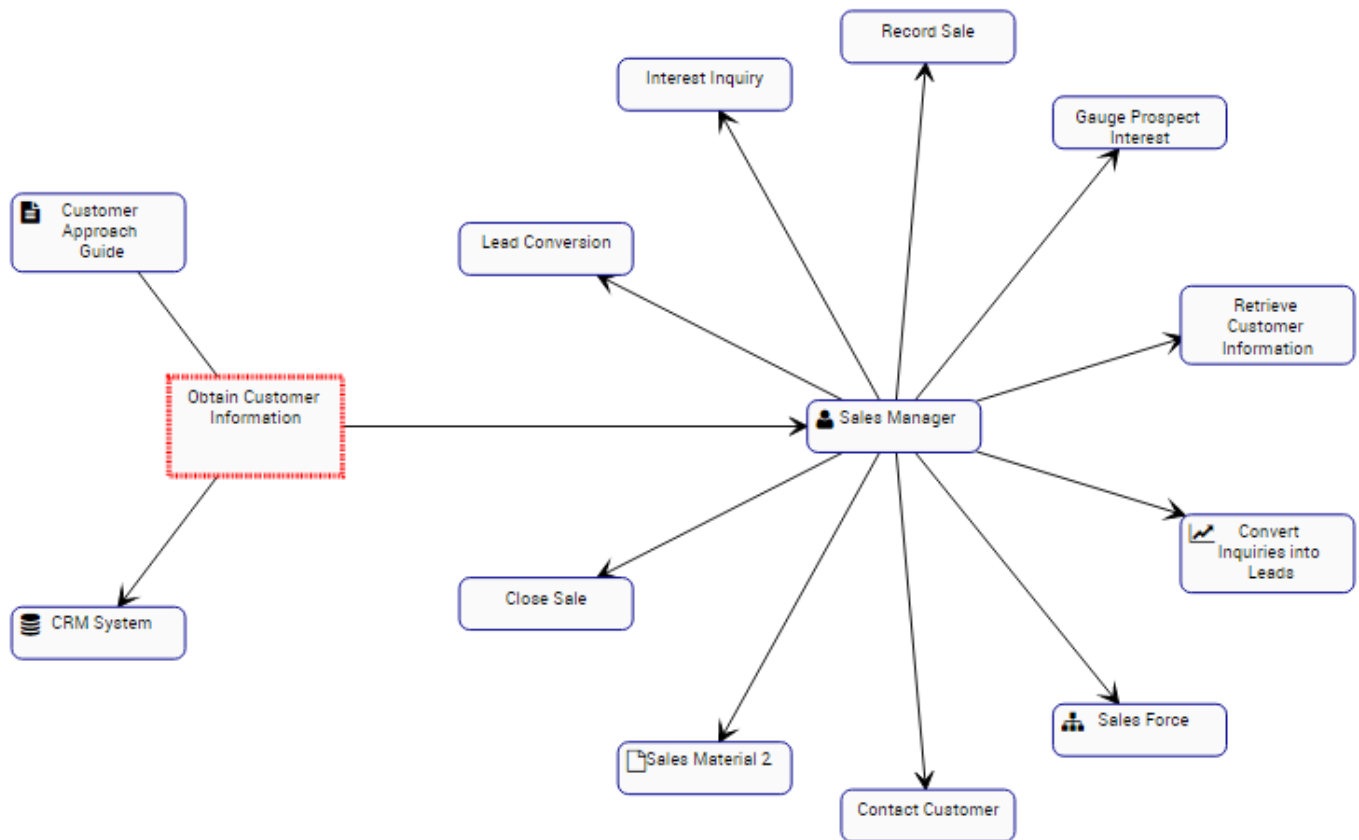 Record Sale
Interest Inquiry
Gauge Prospect
Interest
Customer
Approach
Guide
Lead Conversion
Retrieve
Customer
Information
Obtain Customer
Information
Sales Manager
Convert
Inquiries into
Leads
Close Sale
CRM System
Sales Force
Sales Material 2
Contact Customer